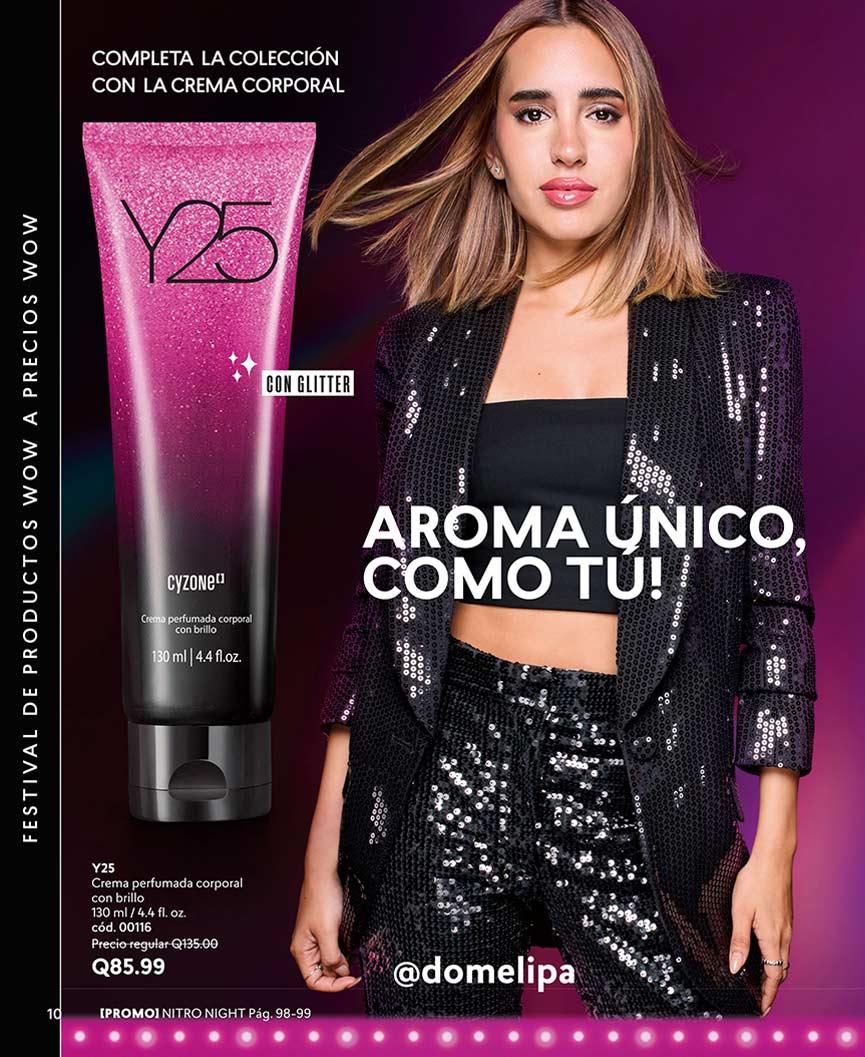 COMPLETA LA COLECCIÓN
CON LA CREMA CORPORAL
Y25
CON GLITTER
cyzone
Crema perfumada corporal
con brillo
130 ml | 4.4 fl.oz.
AROMA ÚNICO,
COMO TÚ!
FESTIVAL DE PRODUCTOS WOW A PRECIOS WOW
Y25
Crema perfumada corporal
con brillo
130 ml / 4.4 fl. oz.
cód. 00116
Precio regular Q135.00
Q85.99
@domelipa
10
[PROMO] NITRO NIGHT Pág. 98-99